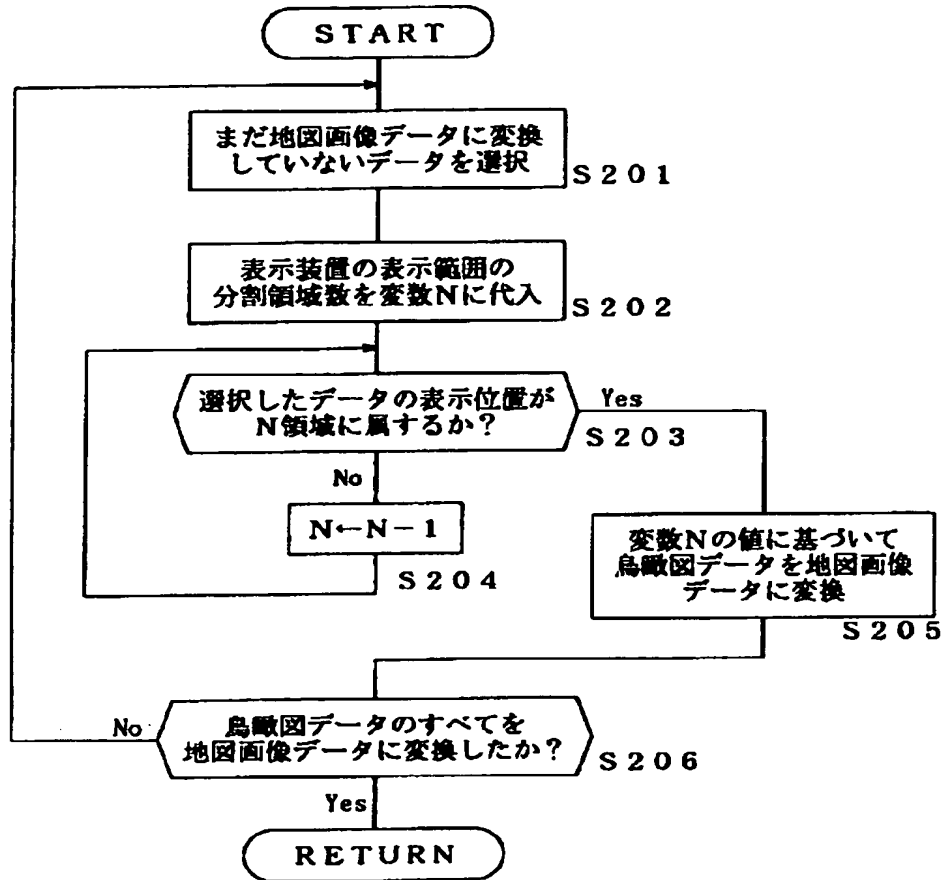 START
まだ地図画像データに変換
していないデータを選択
S201
表示装置の表示範囲の
分割領域数を変数Nに代入
S202
選択したデータの表示位置が
N領域に属するか？
Yes
S203
No
N←N-1
S204
変数Nの値に基づいて
鳥瞰図データを地図画像
データに変換
S205
鳥瞰図データのすべてを
地図画像データに変換したか？
No
S206
Yes
RETURN